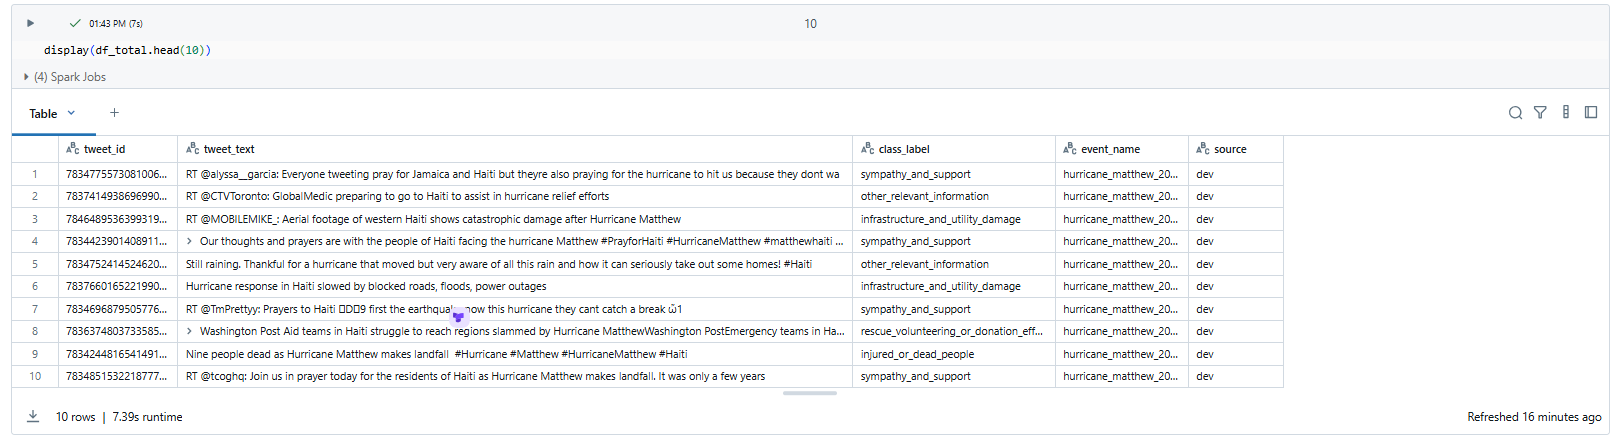 01:43 PM (7s)
10
display(df_total.head(10))
(4) Spark Jobs
Table
tweet_id tweet_text class_label event_name source
1 7834775573081006... RT @alyssa__garcia: Everyone tweeting pray for Jamaica and Haiti but theyre also praying for the hurricane to hit us because they dont wa sympathy_and_support hurricane_matthew_20... dev
2 7837414938696990... RT @CTVToronto: GlobalMedic preparing to go to Haiti to assist in hurricane relief efforts other_relevant_information hurricane_matthew_20... dev
3 7846489536399319... RT @MOBILEMIKE_: Aerial footage of western Haiti shows catastrophic damage after Hurricane Matthew infrastructure_and_utility_damage hurricane_matthew_20... dev
4 7834423901408911... Our thoughts and prayers are with the people of Haiti facing the hurricane Matthew #PrayforHaiti #HurricaneMatthew #matthewhaiti ... sympathy_and_support hurricane_matthew_20... dev
5 7834752414524620... Still raining. Thankful for a hurricane that moved but very aware of all this rain and how it can seriously take out some homes! #Haiti other_relevant_information hurricane_matthew_20... dev
6 7837660165221990... Hurricane response in Haiti slowed by blocked roads, floods, power outages infrastructure_and_utility_damage hurricane_matthew_20... dev
7 7834696879505776... RT @TmPrettyy: Prayers to Haiti 9 first the earthquake now this hurricane they cant catch a break sympathy_and_support hurricane_matthew_20... dev
8 7836374803733585... Washington Post Aid teams in Haiti struggle to reach regions slammed by Hurricane MatthewWashington PostEmergency teams in Ha... rescue_volunteering_or_donation_eff... hurricane_matthew_20... dev
9 7834244816541491... Nine people dead as Hurricane Matthew makes landfall #Hurricane #Matthew #HurricaneMatthew #Haiti injured_or_dead_people hurricane_matthew_20... dev
10 7834851532218777... RT @tcoghq: Join us in prayer today for the residents of Haiti as Hurricane Matthew makes landfall. It was only a few years sympathy_and_support hurricane_matthew_20... dev
10 rows | 7.39s runtime
Refreshed 16 minutes ago